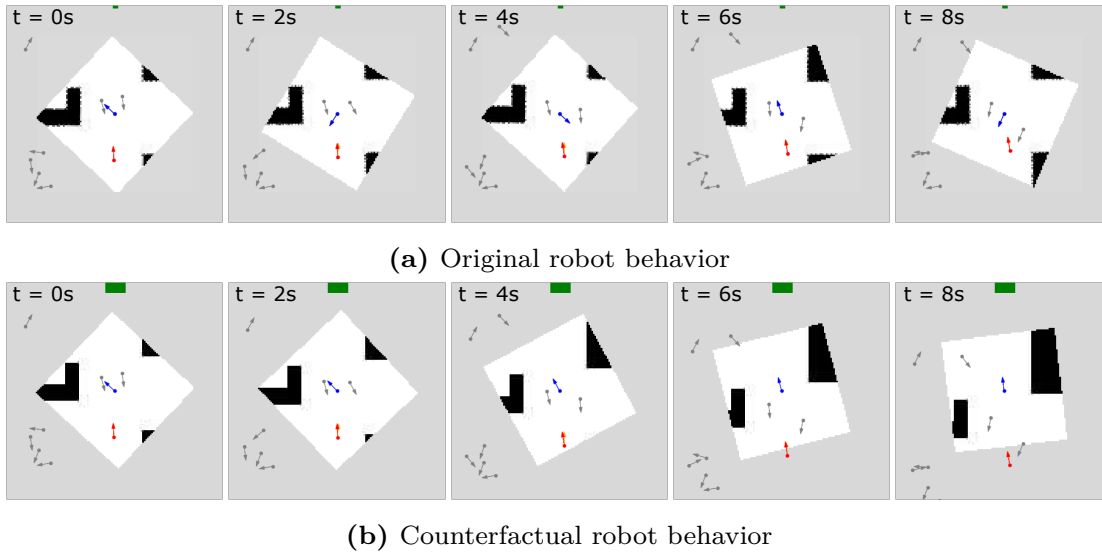 t = 0s t = 2s t = 4s t = 6s t = 8s
(a) Original robot behavior
t = 0s t = 2s t = 4s t = 6s t = 8s
(b) Counterfactual robot behavior